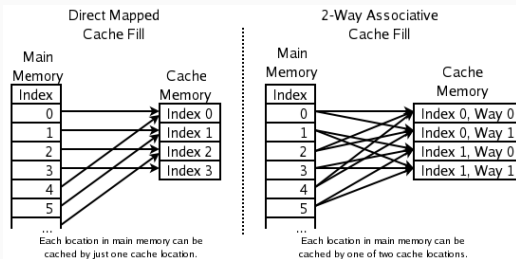 Direct Mapped
Cache Fill
Main
Memory
Index
0
1
2
3
4
5
...
Cache
Memory
Index 0
Index 1
Index 2
Index 3
Each location in main memory can be
cached by just one cache location.
2-Way Associative
Cache Fill
Main
Memory
Index
0
1
2
3
4
5
...
Cache
Memory
Index 0, Way 0
Index 0, Way 1
Index 1, Way 0
Index 1, Way 1
Each location in main memory can be
cached by one of two cache locations.